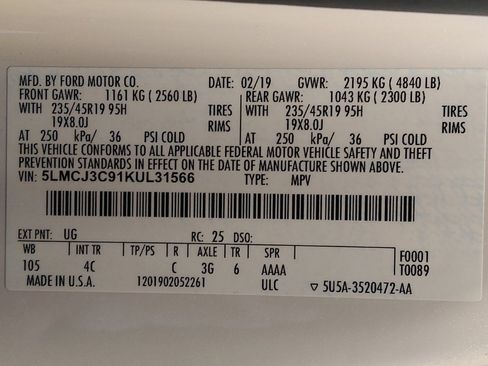 MFD. BY FORD MOTOR CO. DATE: 02/19 GVWR: 2195 KG ( 4840 LB)
FRONT GAWR: 1161 KG ( 2560 LB) REAR GAWR: 1043 KG ( 2300 LB)
WITH 235/45R19 95H TIRES WITH 235/45R19 95H TIRES
19X8.0J RIMS 19X8.0J RIMS
AT 250 kPa/ 36 PSI COLD AT 250 kPa/ 36 PSI COLD
THIS VEHICLE CONFORMS TO ALL APPLICABLE FEDERAL MOTOR VEHICLE SAFETY AND THEFT
PREVENTION STANDARDS IN EFFECT ON THE DATE OF MANUFACTURE SHOWN ABOVE.
VIN: 5LMCJ3C91KUL31566 TYPE: MPV
EXT PNT: UG RC: 25 DSO:
WB INT TR TP/PS R AXLE TR SPR F0001
105 4C C 3G 6 AAAA T0089
MADE IN U.S.A. 1201902052261 ULC ▽ 5U5A-3520472-AA